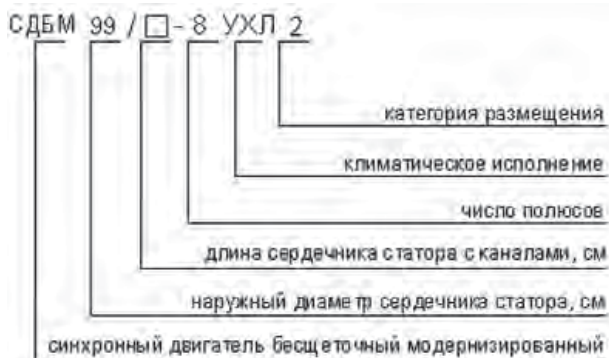 СДБМ 99 / □ - 8 УХЛ 2
категория размещения
климатическое исполнение
число полюсов
длина сердечника статора с каналами, см
наружный диаметр сердечника статора, см
синхронный двигатель бесщеточный модернизированный